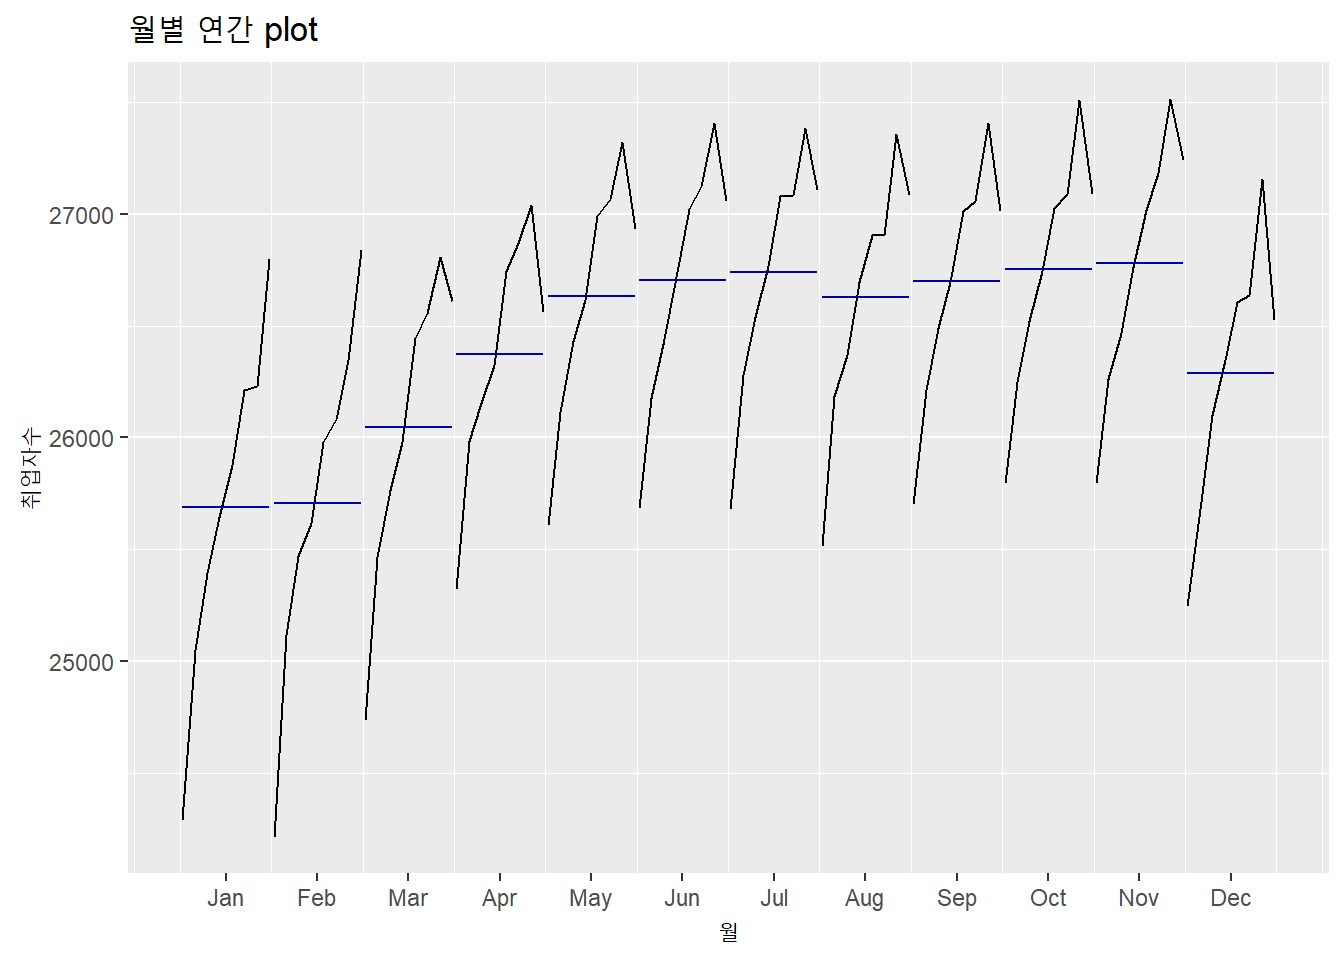 월별 연간 plot
취업자수
27000
26000
25000
Jan Feb Mar Apr May Jun Jul Aug Sep Oct Nov Dec
월